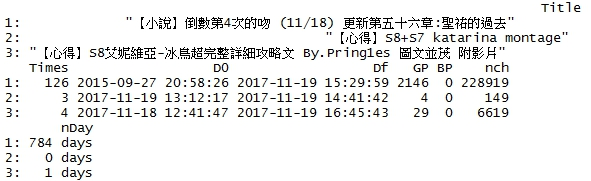 Title
1: "【小說】倒數第4次的吻 (11/18) 更新第五十六章:聖祐的過去"
2: "【心得】S8+S7 katarina montage"
3: "【心得】S8艾妮維亞-冰鳥超完整詳細攻略文 By.Pring1es 圖文並茂 附影片"
Times DO Df GP BP nch
1: 126 2015-09-27 20:58:26 2017-11-19 15:29:59 2146 0 228919
2: 3 2017-11-19 13:12:17 2017-11-19 14:41:42 4 0 149
3: 4 2017-11-18 12:41:47 2017-11-19 16:45:43 29 0 6619
nDay
1: 784 days
2: 0 days
3: 1 days